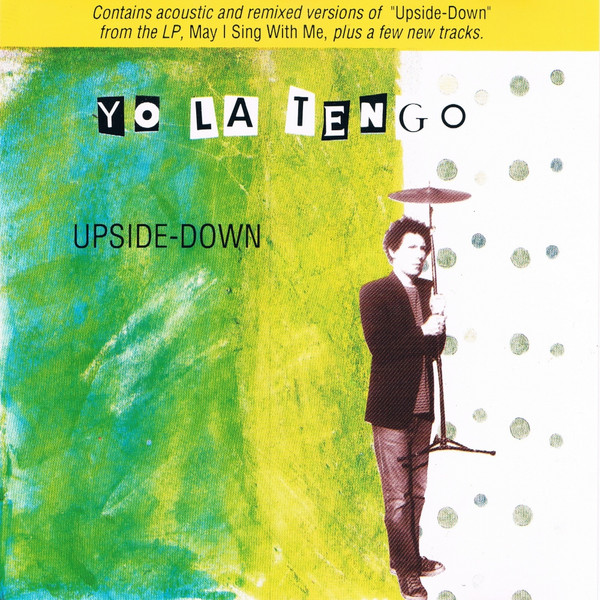 Contains acoustic and remixed versions of "Upside-Down"
from the LP, May I Sing With Me, plus a few new tracks.
YO LA TENGO
UPSIDE-DOWN